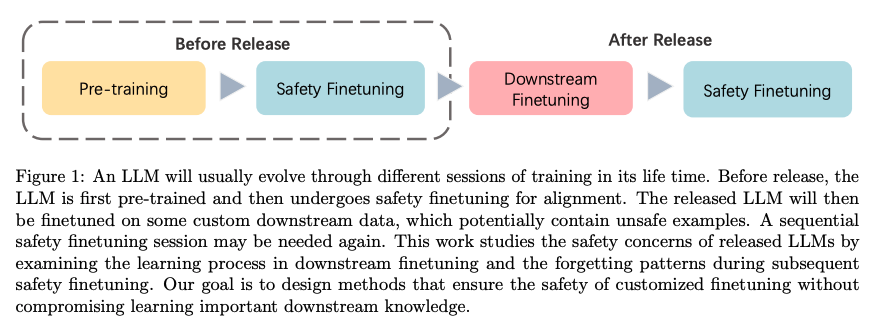 Before Release
After Release
Pre-training
Safety Finetuning
Downstream
Finetuning
Safety Finetuning
Figure 1: An LLM will usually evolve through different sessions of training in its life time. Before release, the
LLM is first pre-trained and then undergoes safety finetuning for alignment. The released LLM will then
be finetuned on some custom downstream data, which potentially contain unsafe examples. A sequential
safety finetuning session may be needed again. This work studies the safety concerns of released LLMs by
examining the learning process in downstream finetuning and the forgetting patterns during subsequent
safety finetuning. Our goal is to design methods that ensure the safety of customized finetuning without
compromising learning important downstream knowledge.